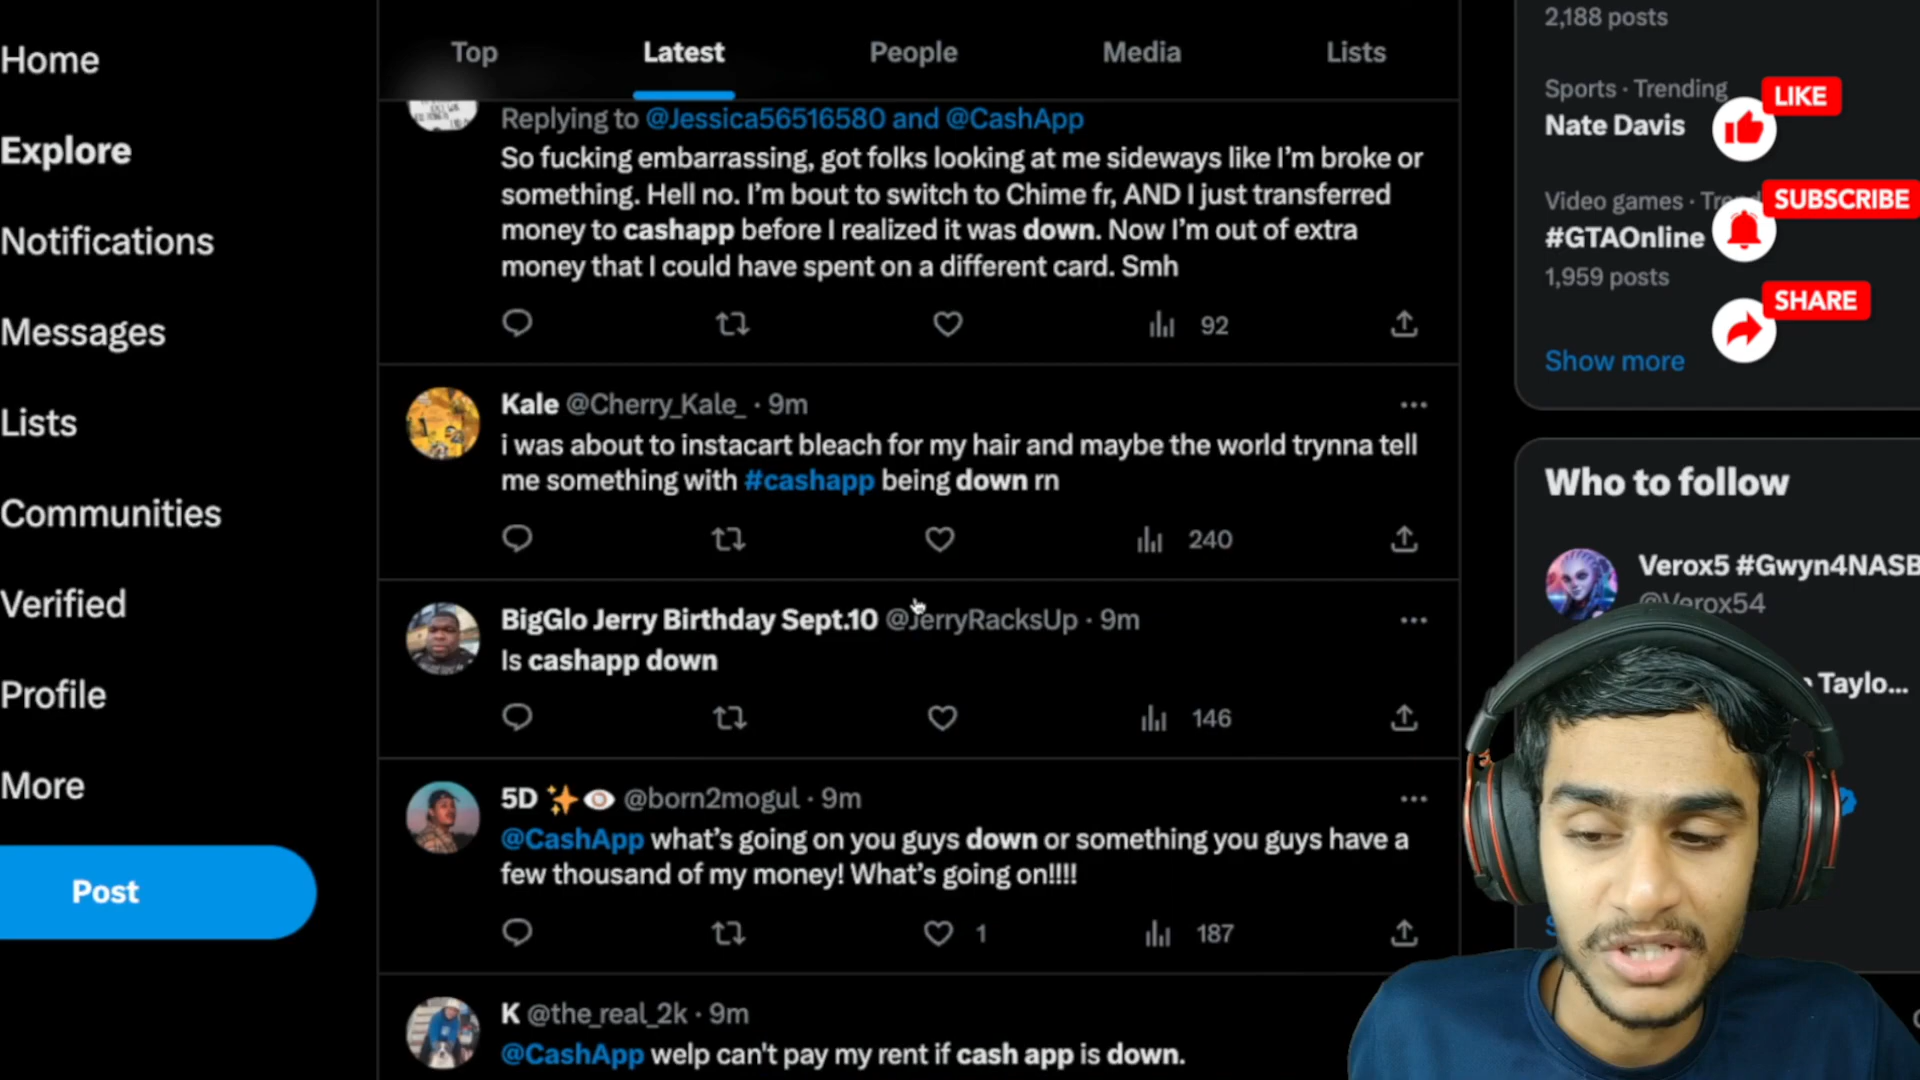 Home
Explore
Notifications
Messages
Lists
Communities
Verified
Profile
More
Post
Top
Latest
People
Media
Lists
Replying to @Jessica56516580 and @CashApp
So fucking embarrassing, got folks looking at me sideways like I'm broke or
something. Hell no. I'm bout to switch to Chime fr, AND I just transferred
money to cashapp before I realized it was down. Now I'm out of extra
money that I could have spent on a different card. Smh
92
Kale @Cherry_Kale_ · 9m
i was about to instacart bleach for my hair and maybe the world trynna tell
me something with #cashapp being down rn
240
BigGlo Jerry Birthday Sept.10 @JerryRacksUp · 9m
Is cashapp down
146
5D @born2mogul · 9m
@CashApp what's going on you guys down or something you guys have a
few thousand of my money! What's going on!!!!
1 187
K @the_real_2k · 9m
@CashApp welp can't pay my rent if cash app is down.
2,188 posts
Sports · Trending
Nate Davis
Video games ·
#GTAOnline
1,959 posts
Show more
LIKE
SUBSCRIBE
SHARE
Who to follow
Verox5 #Gwyn4NASB
@Verox54
Taylo...